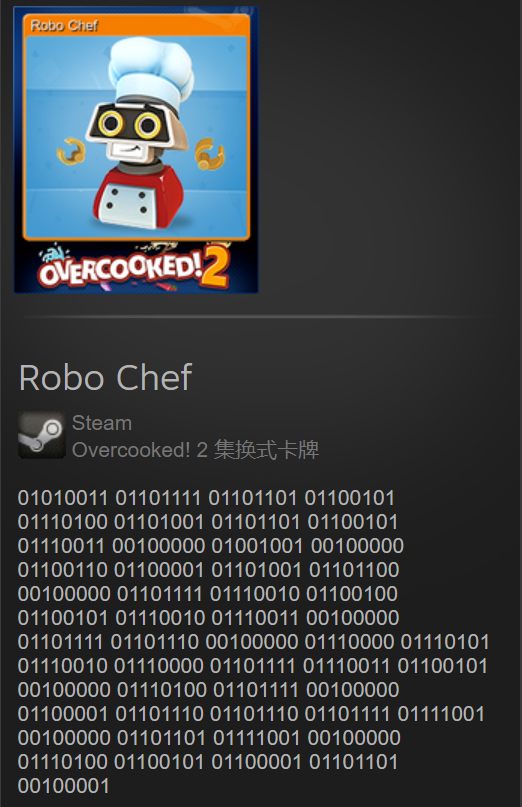 Robo Chef
OVERCOOKED! 2
Robo Chef
Steam
Overcooked! 2 集换式卡牌
01010011 01101111 01101101 01100101
01110100 01101001 01101101 01100101
01110011 00100000 01001001 00100000
01100110 01100001 01101001 01101100
00100000 01101111 01110010 01100100
01100101 01110010 01110011 00100000
01101111 01101110 00100000 01110000 01110101
01110010 01110000 01101111 01110011 01100101
00100000 01110100 01101111 00100000
01100001 01101110 01101110 01101111 01111001
00100000 01101101 01111001 00100000
01110100 01100101 01100001 01101101
00100001